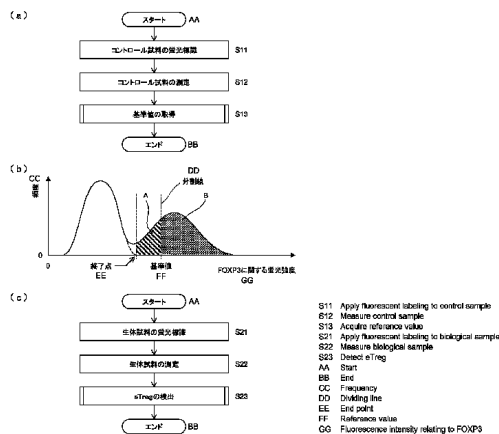 (a)
スタート AA
コントロール試料の蛍光標識 S11
コントロール試料の測定 S12
基準値の取得 S13
エンド BB
(b)
DD
分割線
CC
頻度
A
B
0
0
終了点
EE
基準値
FF
FOXP3に関する蛍光強度
GG
(c)
スタート AA
生体試料の蛍光標識 S21
生体試料の測定 S22
eTregの検出 S23
エンド BB
S11 Apply fluorescent labeling to control sample
S12 Measure control sample
S13 Acquire reference value
S21 Apply fluorescent labeling to biological sample
S22 Measure biological sample
S23 Detect eTreg
AA Start
BB End
CC Frequency
DD Dividing line
EE End point
FF Reference value
GG Fluorescence intensity relating to FOXP3